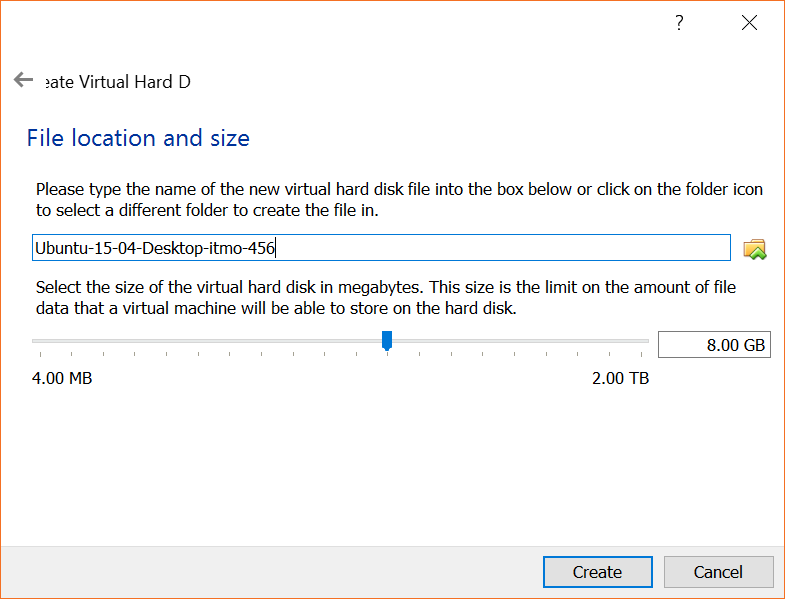 ?
eate Virtual Hard D
File location and size
Please type the name of the new virtual hard disk file into the box below or click on the folder icon
to select a different folder to create the file in.
Ubuntu-15-04-Desktop-itmo-456
Select the size of the virtual hard disk in megabytes. This size is the limit on the amount of file
data that a virtual machine will be able to store on the hard disk.
8.00 GB
4.00 MB 2.00 TB
Create Cancel